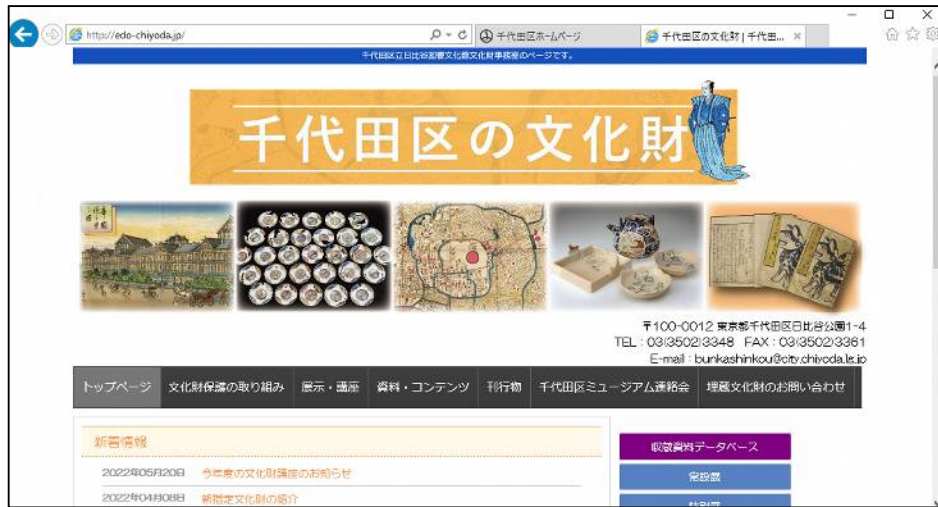 http://edo-chiyoda.jp/
千代田区ホームページ
千代田区の文化財 | 千代田...
千代田区立日比谷図書文化館文化財事務室のページです。
千代田区の文化財
〒100-0012 東京都千代田区日比谷公園1-4
TEL：03(3502)3348 FAX：03(3502)3361
E-mail：bunkashinkou@city.chiyoda.lg.jp
トップページ 文化財保護の取り組み 展示・講座 資料・コンテンツ 刊行物 千代田区ミュージアム連絡会 埋蔵文化財のお問い合わせ
新着情報
収蔵資料データベース
2022年05月20日 今年度の文化財講座のお知らせ
常設展
2022年04月08日 新指定文化財の紹介
特別展